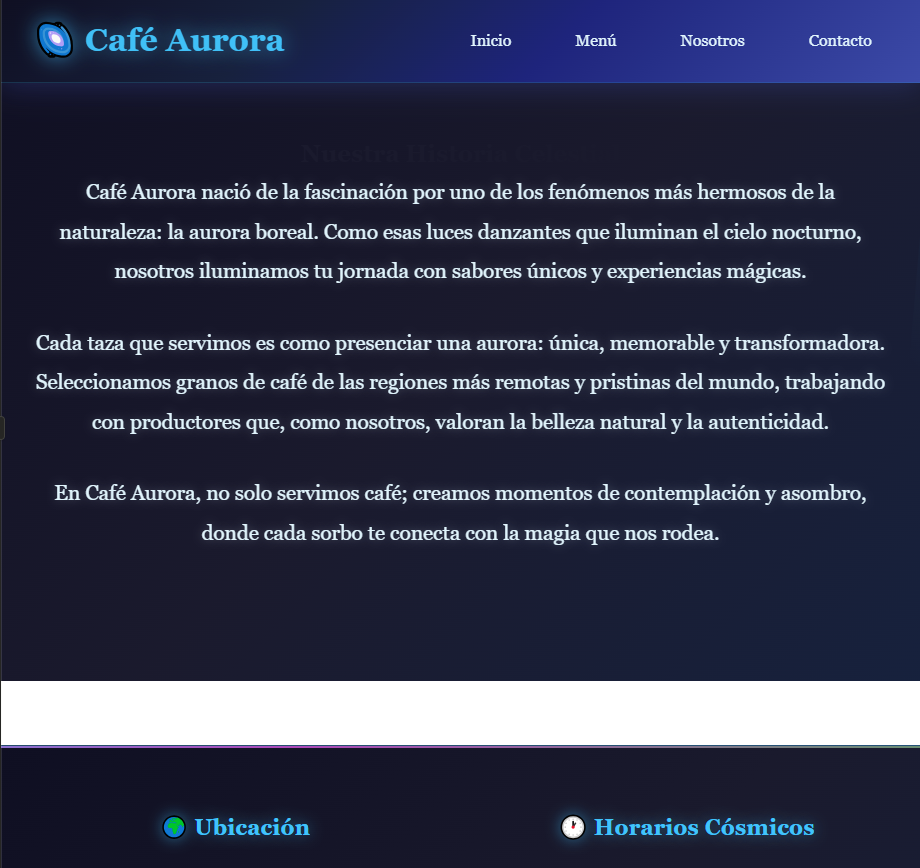 Café Aurora
Inicio
Menú
Nosotros
Contacto
Nuestra Historia
Café Aurora nació de la fascinación por uno de los fenómenos más hermosos de la
naturaleza: la aurora boreal. Como esas luces danzantes que iluminan el cielo nocturno,
nosotros iluminamos tu jornada con sabores únicos y experiencias mágicas.
Cada taza que servimos es como presenciar una aurora: única, memorable y transformadora.
Seleccionamos granos de café de las regiones más remotas y pristinas del mundo, trabajando
con productores que, como nosotros, valoran la belleza natural y la autenticidad.
En Café Aurora, no solo servimos café; creamos momentos de contemplación y asombro,
donde cada sorbo te conecta con la magia que nos rodea.
Ubicación
Horarios Cósmicos